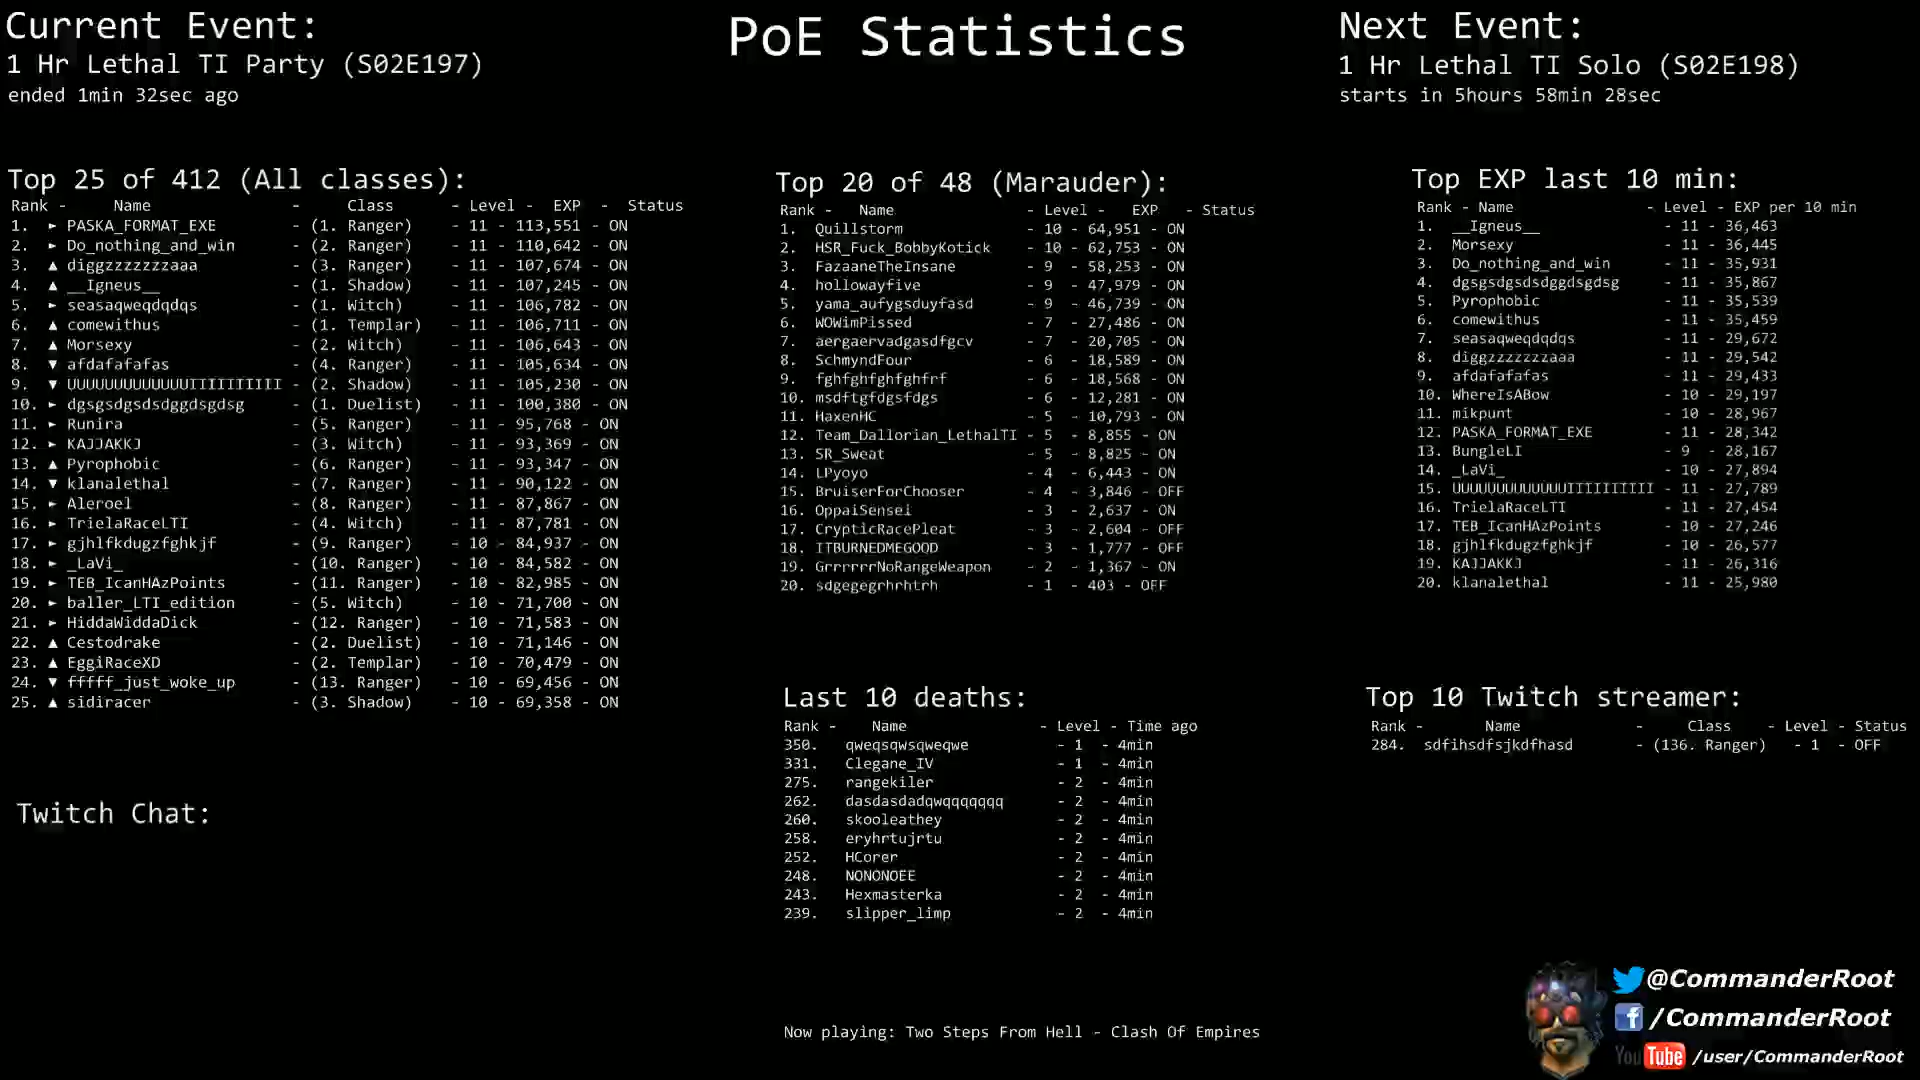 Current Event:
1 Hr Lethal TI Party (S02E197)
ended 1min 32sec ago
PoE Statistics
Next Event:
1 Hr Lethal TI Solo (S02E198)
starts in 5hours 58min 28sec
Top 25 of 412 (All classes):
Rank - Name - Class - Level - EXP - Status
1. ► PASKA_FORMAT_EXE - (1. Ranger) - 11 - 113,551 - ON
2. ► Do_nothing_and_win - (2. Ranger) - 11 - 110,642 - ON
3. ▲ diggzzzzzzzaaa - (3. Ranger) - 11 - 107,674 - ON
4. ▲ __Igneus__ - (1. Shadow) - 11 - 107,245 - ON
5. ► seasaqweqdqdqs - (1. Witch) - 11 - 106,782 - ON
6. ▲ comewithus - (1. Templar) - 11 - 106,711 - ON
7. ▲ Morsexy - (2. Witch) - 11 - 106,643 - ON
8. ▼ afdafafafas - (4. Ranger) - 11 - 105,634 - ON
9. ▼ UUUUUUUUUUUUUIIIIIIIIII - (2. Shadow) - 11 - 105,230 - ON
10. ► dgsgsdgsdsdggdsgdsg - (1. Duelist) - 11 - 100,380 - ON
11. ► Runira - (5. Ranger) - 11 - 95,768 - ON
12. ► KAJJAKKJ - (3. Witch) - 11 - 93,369 - ON
13. ▲ Pyrophobic - (6. Ranger) - 11 - 93,347 - ON
14. ▼ klanalethal - (7. Ranger) - 11 - 90,122 - ON
15. ► Aleroel - (8. Ranger) - 11 - 87,867 - ON
16. ► TrielaRaceLTI - (4. Witch) - 11 - 87,781 - ON
17. ► gjhlfkdugzfghkjf - (9. Ranger) - 10 - 84,937 - ON
18. ► _LaVi_ - (10. Ranger) - 10 - 84,582 - ON
19. ► TEB_IcanHAzPoints - (11. Ranger) - 10 - 82,985 - ON
20. ► baller_LTI_edition - (5. Witch) - 10 - 71,700 - ON
21. ► HiddaWiddaDick - (12. Ranger) - 10 - 71,583 - ON
22. ▲ Cestodrake - (2. Duelist) - 10 - 71,146 - ON
23. ▲ EggiRaceXD - (2. Templar) - 10 - 70,479 - ON
24. ▼ fffff_just_woke_up - (13. Ranger) - 10 - 69,456 - ON
25. ▲ sidiracer - (3. Shadow) - 10 - 69,358 - ON
Twitch Chat:
Top 20 of 48 (Marauder):
Rank - Name - Level - EXP - Status
1. Quillstorm - 10 - 64,951 - ON
2. HSR_Fuck_BobbyKotick - 10 - 62,753 - ON
3. FazaaneTheInsane - 9 - 58,253 - ON
4. hollowayfive - 9 - 47,979 - ON
5. yama_aufygsduyfasd - 9 - 46,739 - ON
6. WOWimPissed - 7 - 27,486 - ON
7. aergaervadgasdfgcv - 7 - 20,705 - ON
8. SchmyndFour - 6 - 18,589 - ON
9. fghfghfghfghfrf - 6 - 18,568 - ON
10. msdftgfdgsfdgs - 6 - 12,281 - ON
11. HaxenHC - 5 - 10,793 - ON
12. Team_Dallorian_LethalTI - 5 - 8,855 - ON
13. SR_Sweat - 5 - 8,825 - ON
14. LPyoyo - 4 - 6,443 - ON
15. BruiserForChooser - 4 - 3,846 - OFF
16. OppaiSensei - 3 - 2,637 - ON
17. CrypticRacePleat - 3 - 2,604 - OFF
18. ITBURNEDMEGOOD - 3 - 1,777 - OFF
19. GrrrrrrNoRangeWeapon - 2 - 1,367 - ON
20. sdgegegrhrhtrh - 1 - 403 - OFF
Last 10 deaths:
Rank - Name - Level - Time ago
350. qweqsqwsqweqwe - 1 - 4min
331. Clegane_IV - 1 - 4min
275. rangekiler - 2 - 4min
262. dasdasdadqwqqqqqqq - 2 - 4min
260. skooleathey - 2 - 4min
258. eryhrtujrtu - 2 - 4min
252. HCorer - 2 - 4min
248. NONONOEE - 2 - 4min
243. Hexmasterka - 2 - 4min
239. slipper_limp - 2 - 4min
Now playing: Two Steps From Hell - Clash Of Empires
Top EXP last 10 min:
Rank - Name - Level - EXP per 10 min
1. __Igneus__ - 11 - 36,463
2. Morsexy - 11 - 36,445
3. Do_nothing_and_win - 11 - 35,931
4. dgsgsdgsdsdggdsgdsg - 11 - 35,867
5. Pyrophobic - 11 - 35,539
6. comewithus - 11 - 35,459
7. seasaqweqdqdqs - 11 - 29,672
8. diggzzzzzzzaaa - 11 - 29,542
9. afdafafafas - 11 - 29,433
10. WhereIsABow - 10 - 29,197
11. mikpunt - 10 - 28,967
12. PASKA_FORMAT_EXE - 11 - 28,342
13. BungleLI - 9 - 28,167
14. _LaVi_ - 10 - 27,894
15. UUUUUUUUUUUUUIIIIIIIIII - 11 - 27,789
16. TrielaRaceLTI - 11 - 27,454
17. TEB_IcanHAzPoints - 10 - 27,246
18. gjhlfkdugzfghkjf - 10 - 26,577
19. KAJJAKKJ - 11 - 26,316
20. klanalethal - 11 - 25,980
Top 10 Twitch streamer:
Rank - Name - Class - Level - Status
284. sdfihsdfsjkdfhasd - (136. Ranger) - 1 - OFF
@CommanderRoot
f /CommanderRoot
YouTube /user/CommanderRoot